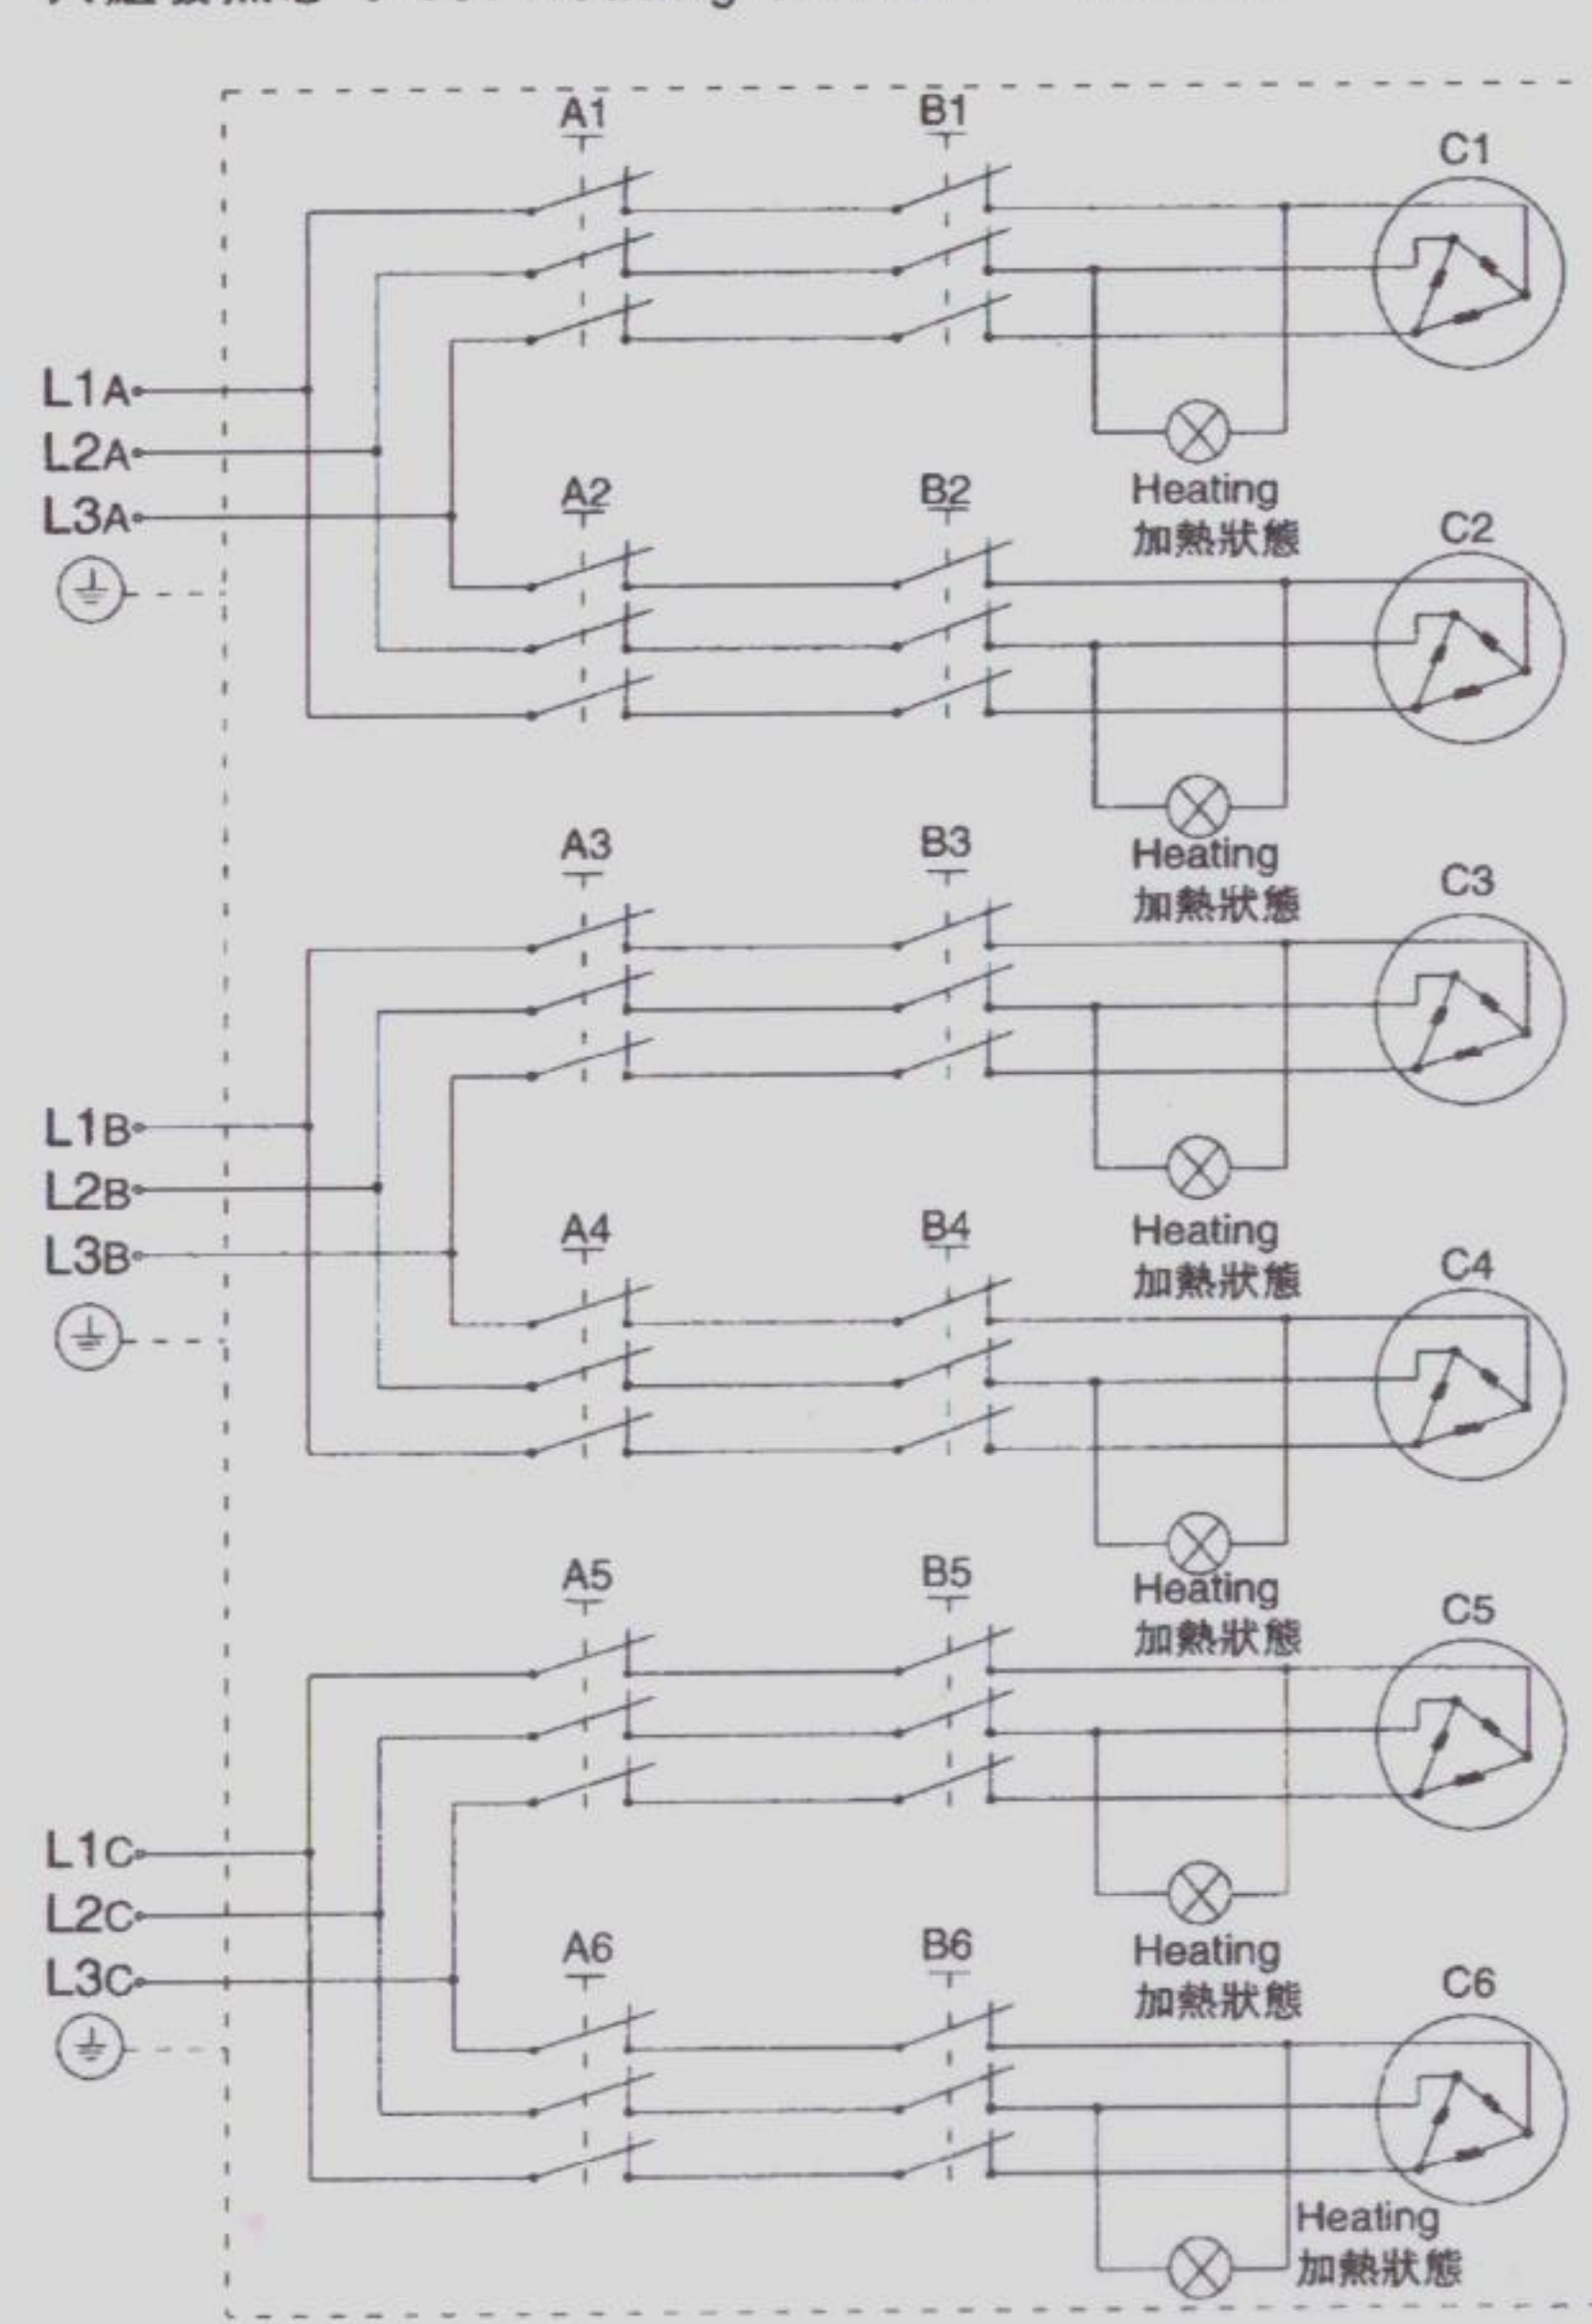 A1
B1
C1
L1A
L2A
L3A
Heating
加熱狀態
A2
B2
C2
Heating
加熱狀態
A3
B3
C3
L1B
L2B
L3B
Heating
加熱狀態
A4
B4
C4
Heating
加熱狀態
A5
B5
C5
L1C
L2C
L3C
Heating
加熱狀態
A6
B6
C6
Heating
加熱狀態